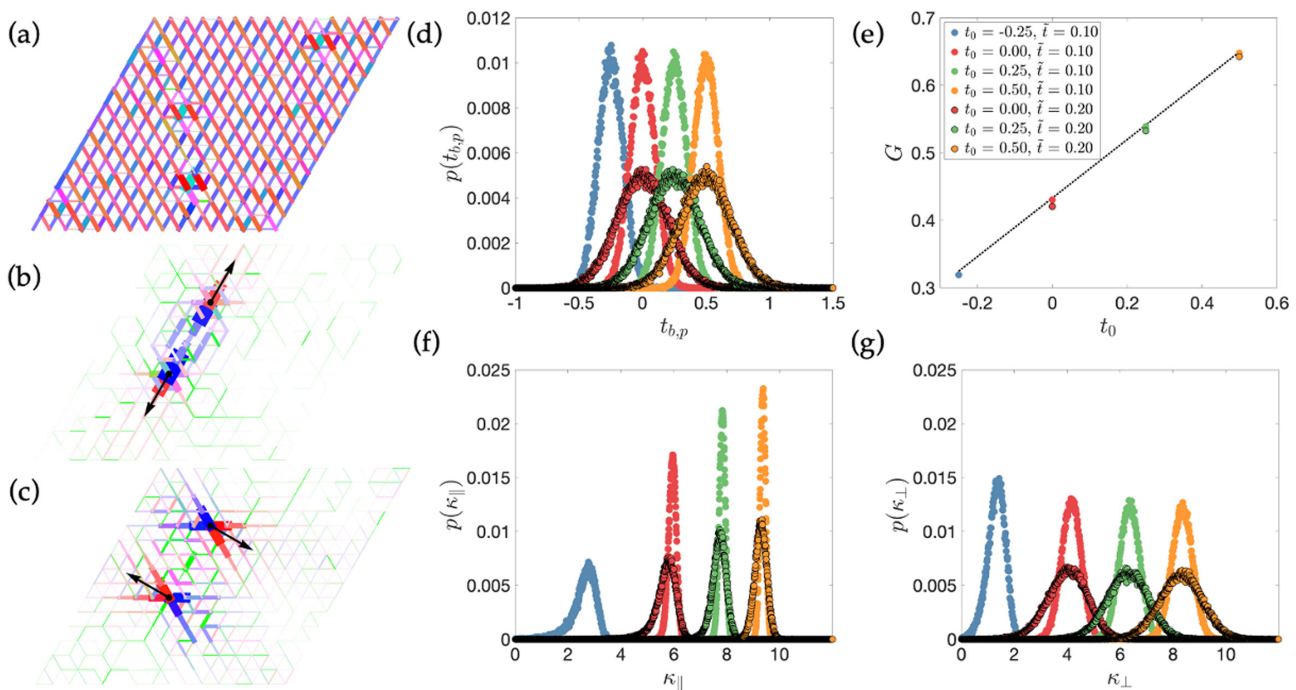 (a)
(b)
(c)
(d)
0.012
0.01
0.008
0.006
0.004
0.002
0
p(t_{b,p})
-1 -0.5 0 0.5 1 1.5
t_{b,p}
(e)
0.7
0.6
0.5
0.4
0.3
G
t_0 = -0.25, t̃ = 0.10
t_0 = 0.00, t̃ = 0.10
t_0 = 0.25, t̃ = 0.10
t_0 = 0.50, t̃ = 0.10
t_0 = 0.00, t̃ = 0.20
t_0 = 0.25, t̃ = 0.20
t_0 = 0.50, t̃ = 0.20
-0.2 0 0.2 0.4 0.6
t_0
(f)
0.025
0.02
0.015
0.01
0.005
0
p(κ_∥)
0 2 4 6 8 10
κ_∥
(g)
0.025
0.02
0.015
0.01
0.005
0
p(κ_⊥)
0 2 4 6 8 10
κ_⊥